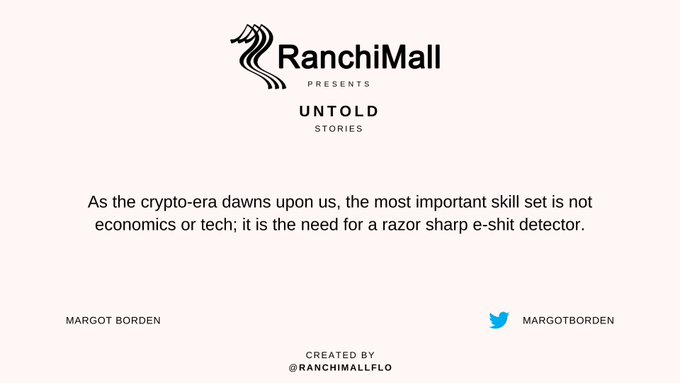 RanchiMall
PRESENTS
UNTOLD
STORIES
As the crypto-era dawns upon us, the most important skill set is not
economics or tech; it is the need for a razor sharp e-shit detector.
MARGOT BORDEN
MARGOTBORDEN
CREATED BY
@RANCHIMALLFLO